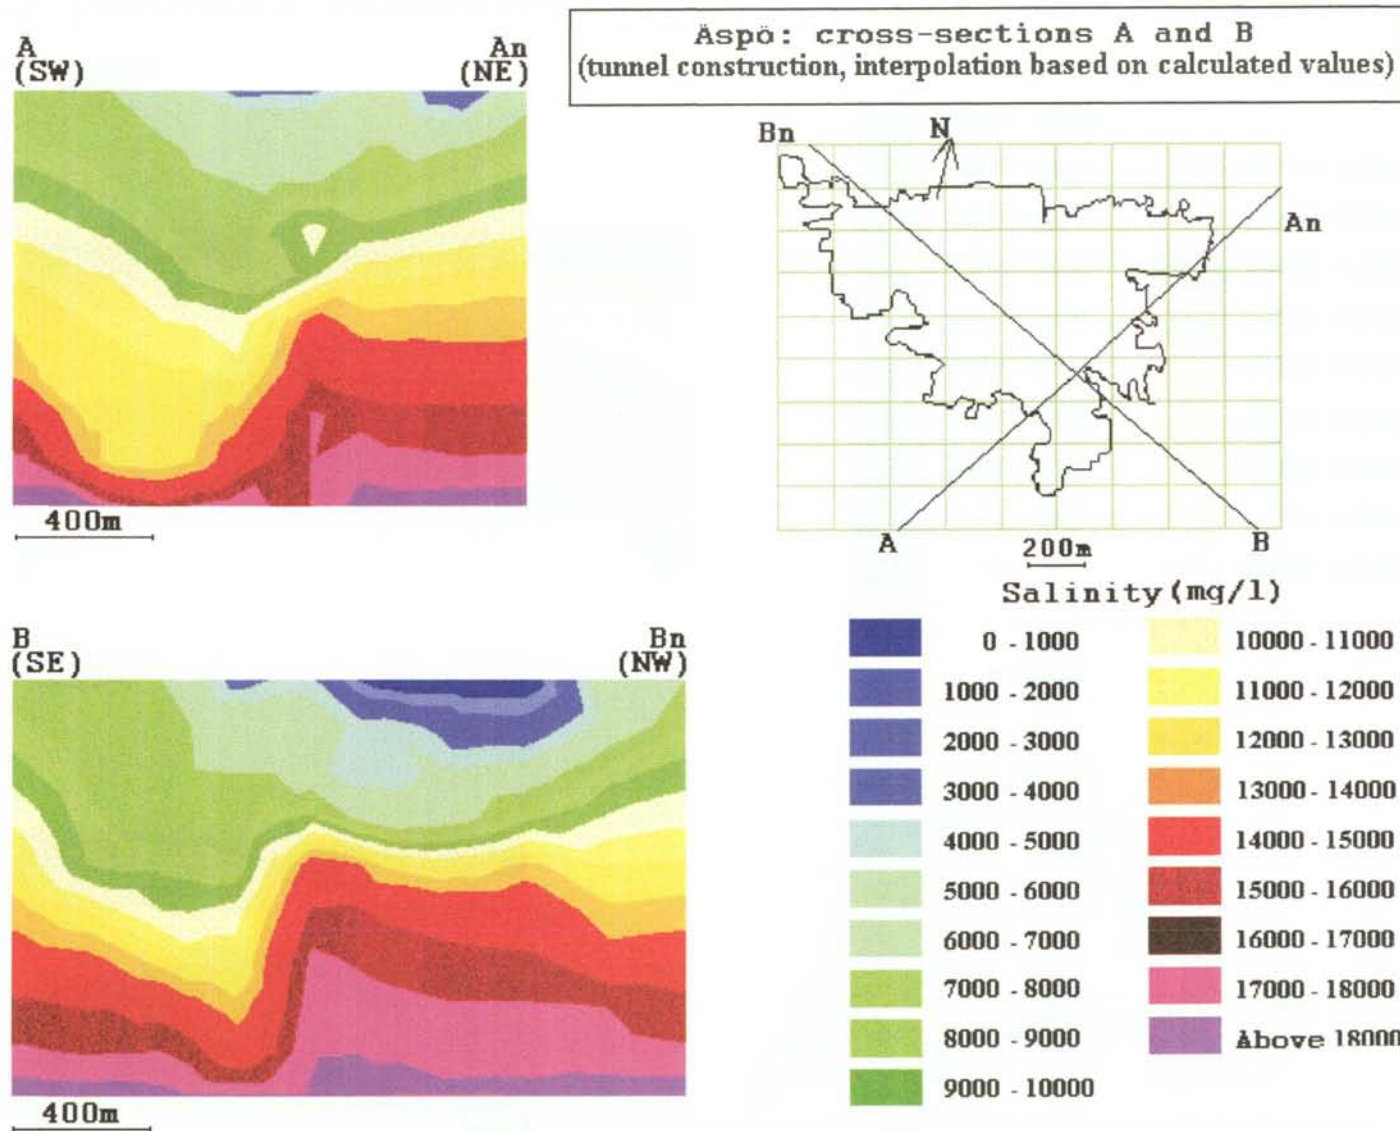 Äspö: cross-sections A and B
(tunnel construction, interpolation based on calculated values)
A An
(SW) (NE)
400m
Bn N
An
A 200m B
B Bn
(SE) (NW)
400m
Salinity (mg/l)
0 - 1000
1000 - 2000
2000 - 3000
3000 - 4000
4000 - 5000
5000 - 6000
6000 - 7000
7000 - 8000
8000 - 9000
9000 - 10000
10000 - 11000
11000 - 12000
12000 - 13000
13000 - 14000
14000 - 15000
15000 - 16000
16000 - 17000
17000 - 18000
Above 18000